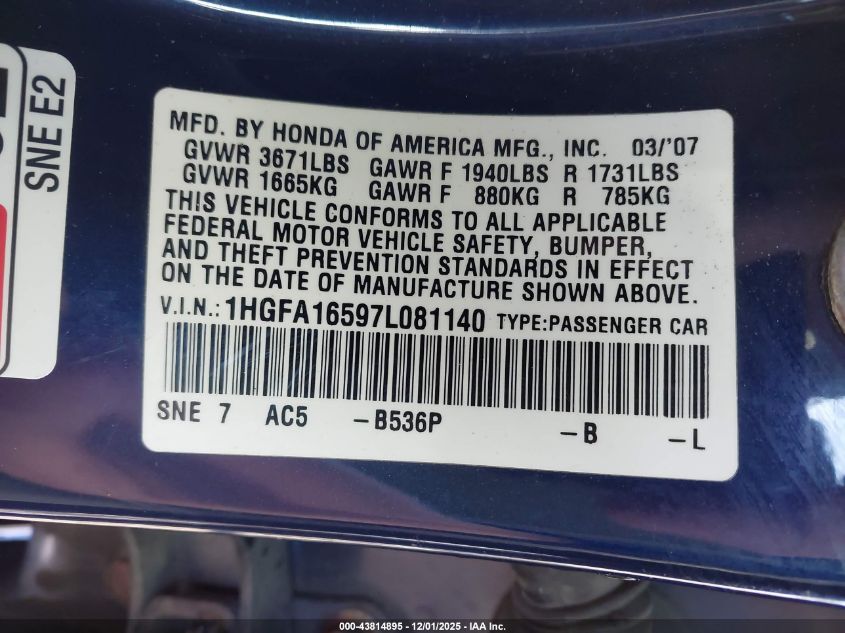 SNE E2
MFD. BY HONDA OF AMERICA MFG., INC. 03/'07
GVWR 3671LBS GAWR F 1940LBS R 1731LBS
GVWR 1665KG GAWR F 880KG R 785KG
THIS VEHICLE CONFORMS TO ALL APPLICABLE
FEDERAL MOTOR VEHICLE SAFETY, BUMPER,
AND THEFT PREVENTION STANDARDS IN EFFECT
ON THE DATE OF MANUFACTURE SHOWN ABOVE.
V.I.N.: 1HGFA16597L081140 TYPE:PASSENGER CAR
SNE 7 AC5 -B536P -B -L
000-43814895 - 12/01/2025 - IAA Inc.